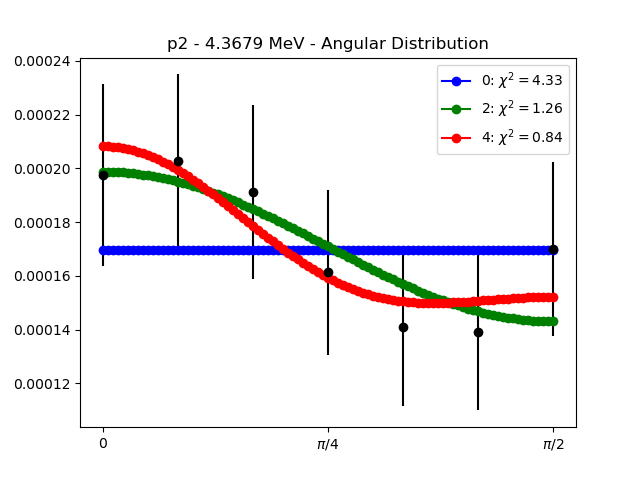 p2 - 4.3679 MeV - Angular Distribution
0.00024
0.00022
0.00020
0.00018
0.00016
0.00014
0.00012
0: χ² = 4.33
2: χ² = 1.26
4: χ² = 0.84
0
π/4
π/2